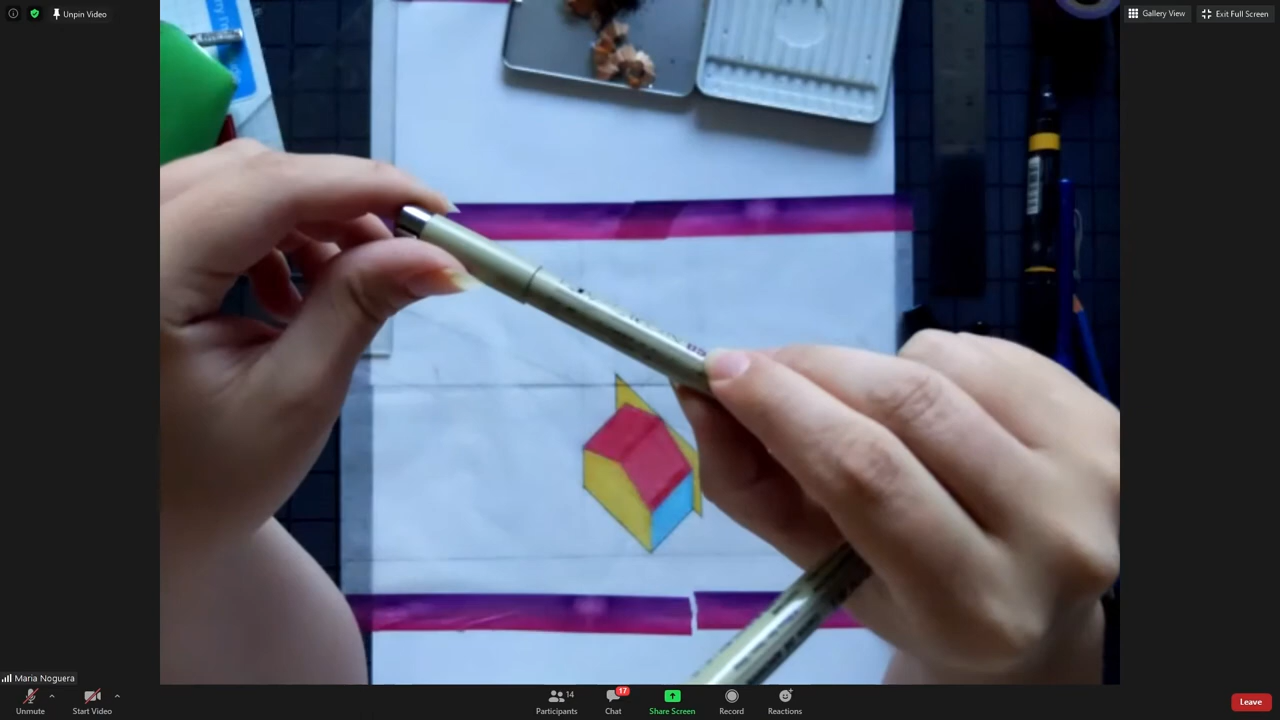 Unpin Video
Gallery View
Exit Full Screen
Maria Noguera
Unmute
Start Video
14
Participants
17
Chat
Share Screen
Record
Reactions
Leave